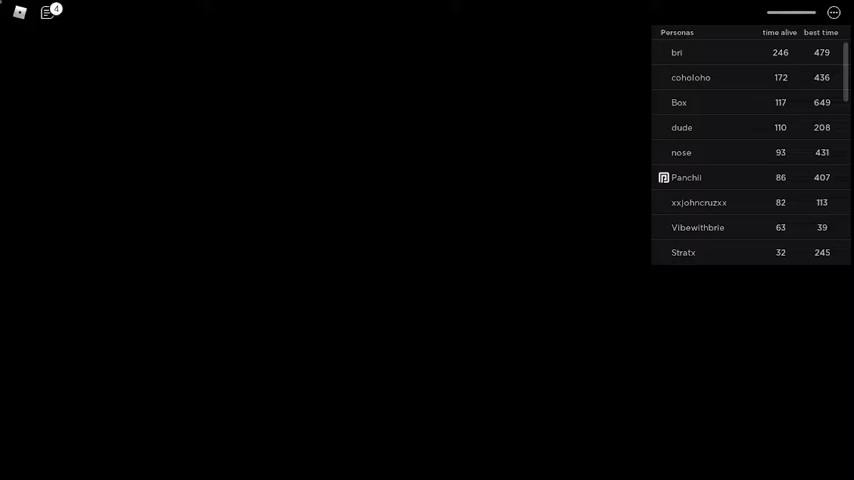 4
Personas time alive best time
bri 246 479
coholoho 172 436
Box 117 649
dude 110 208
nose 93 431
Panchii 86 407
xxjohncruzxx 82 113
Vibewithbrie 63 39
Stratx 32 245